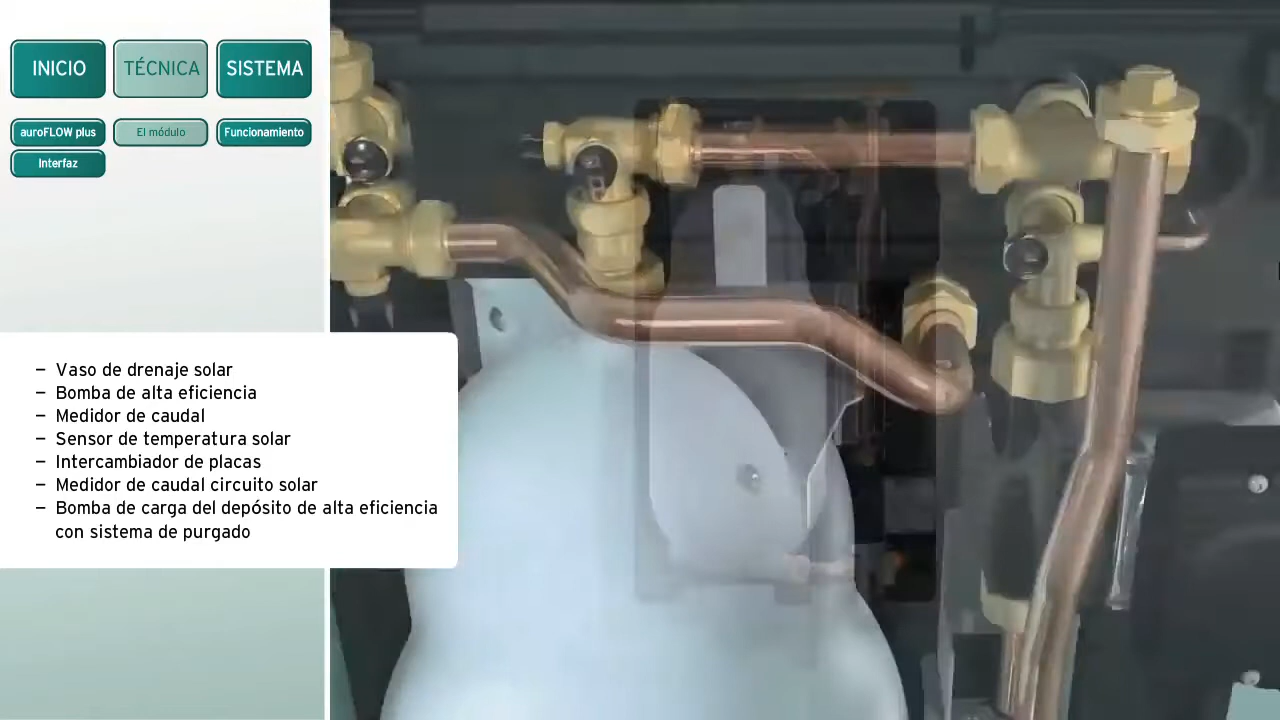 INICIO
TÉCNICA
SISTEMA
auroFLOW plus
El módulo
Funcionamiento
Interfaz
– Vaso de drenaje solar
– Bomba de alta eficiencia
– Medidor de caudal
– Sensor de temperatura solar
– Intercambiador de placas
– Medidor de caudal circuito solar
– Bomba de carga del depósito de alta eficiencia
con sistema de purgado